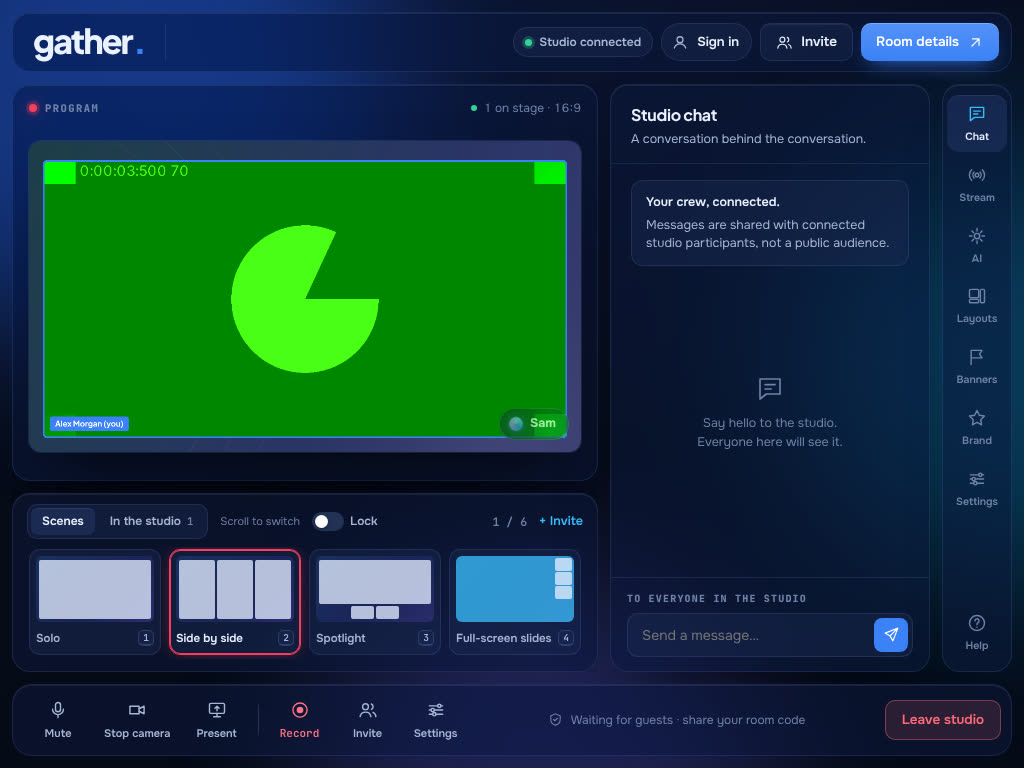 gather.
Studio connected
Sign in
Invite
Room details
PROGRAM
1 on stage · 16:9
0:00:03:500 70
Alex Morgan (you)
Sam
Scenes
In the studio 1
Scroll to switch
Lock
1 / 6
+ Invite
Solo
1
Side by side
2
Spotlight
3
Full-screen slides
4
Studio chat
A conversation behind the conversation.
Your crew, connected.
Messages are shared with connected
studio participants, not a public audience.
Say hello to the studio.
Everyone here will see it.
TO EVERYONE IN THE STUDIO
Send a message...
Chat
Stream
AI
Layouts
Banners
Brand
Settings
Help
Mute
Stop camera
Present
Record
Invite
Settings
Waiting for guests · share your room code
Leave studio